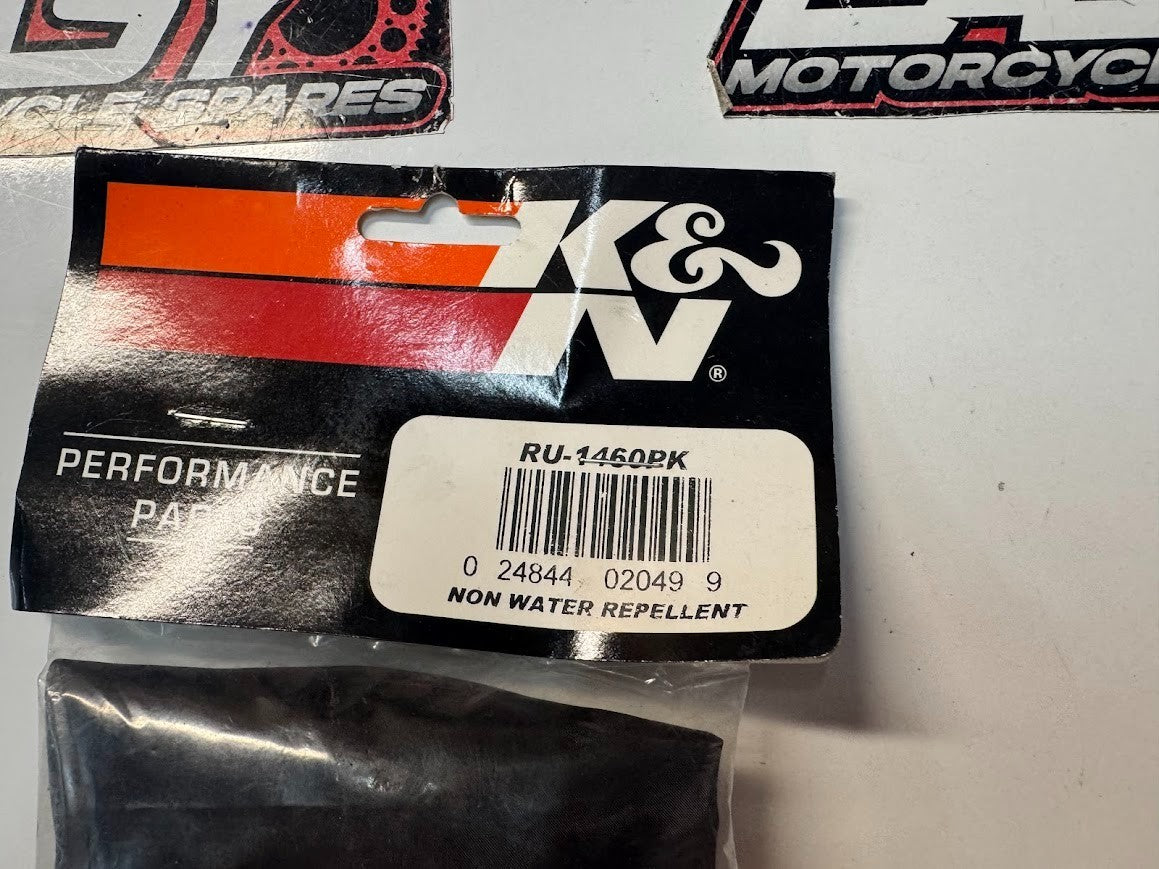 CYCLE SPARES
MOTORCYC
K&N®
PERFORMANCE
PARTS
RU-1460PK
0 24844 02049 9
NON WATER REPELLENT